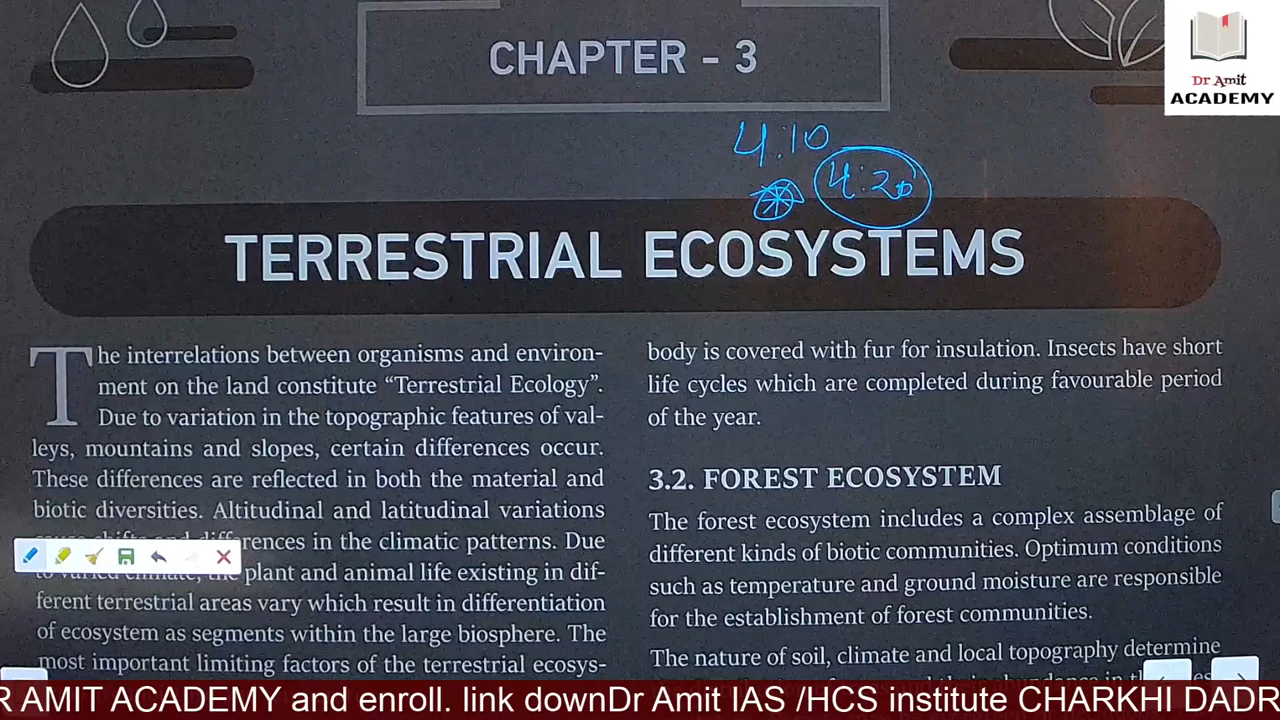 CHAPTER - 3
Dr Amit
ACADEMY
4:10
4:20
TERRESTRIAL ECOSYSTEMS
The interrelations between organisms and environ-
ment on the land constitute “Terrestrial Ecology”.
Due to variation in the topographic features of val-
leys, mountains and slopes, certain differences occur.
These differences are reflected in both the material and
biotic diversities. Altitudinal and latitudinal variations
differences in the climatic patterns. Due
to varied climate, the plant and animal life existing in dif-
ferent terrestrial areas vary which result in differentiation
of ecosystem as segments within the large biosphere. The
most important limiting factors of the terrestrial ecosys-
body is covered with fur for insulation. Insects have short
life cycles which are completed during favourable period
of the year.
3.2. FOREST ECOSYSTEM
The forest ecosystem includes a complex assemblage of
different kinds of biotic communities. Optimum conditions
such as temperature and ground moisture are responsible
for the establishment of forest communities.
The nature of soil, climate and local topography determine
R AMIT ACADEMY and enroll. link downDr Amit IAS /HCS institute CHARKHI DADR